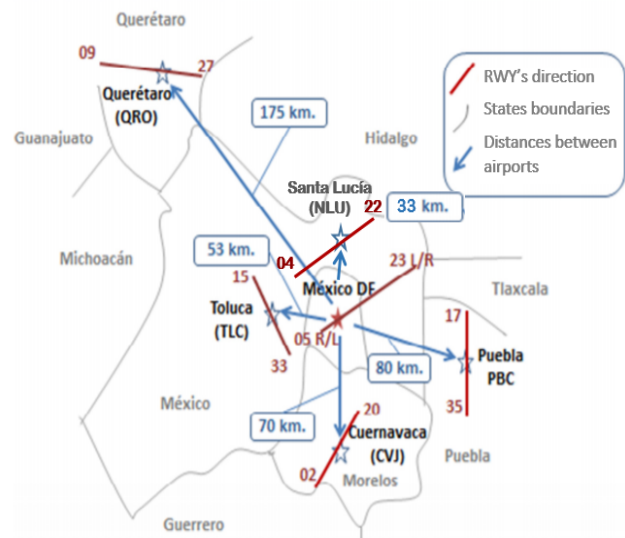 Querétaro
09
27
Querétaro
(QRO)
175 km.
Guanajuato
Hidalgo
RWY's direction
States boundaries
Distances between
airports
Santa Lucía
(NLU)
22
33 km.
53 km.
04
23 L/R
Michoacán
15
México DF
Tlaxcala
Toluca
(TLC)
05 R/L
17
33
80 km.
Puebla
PBC
México
70 km.
20
35
Cuernavaca
(CVJ)
02
Morelos
Puebla
Guerrero